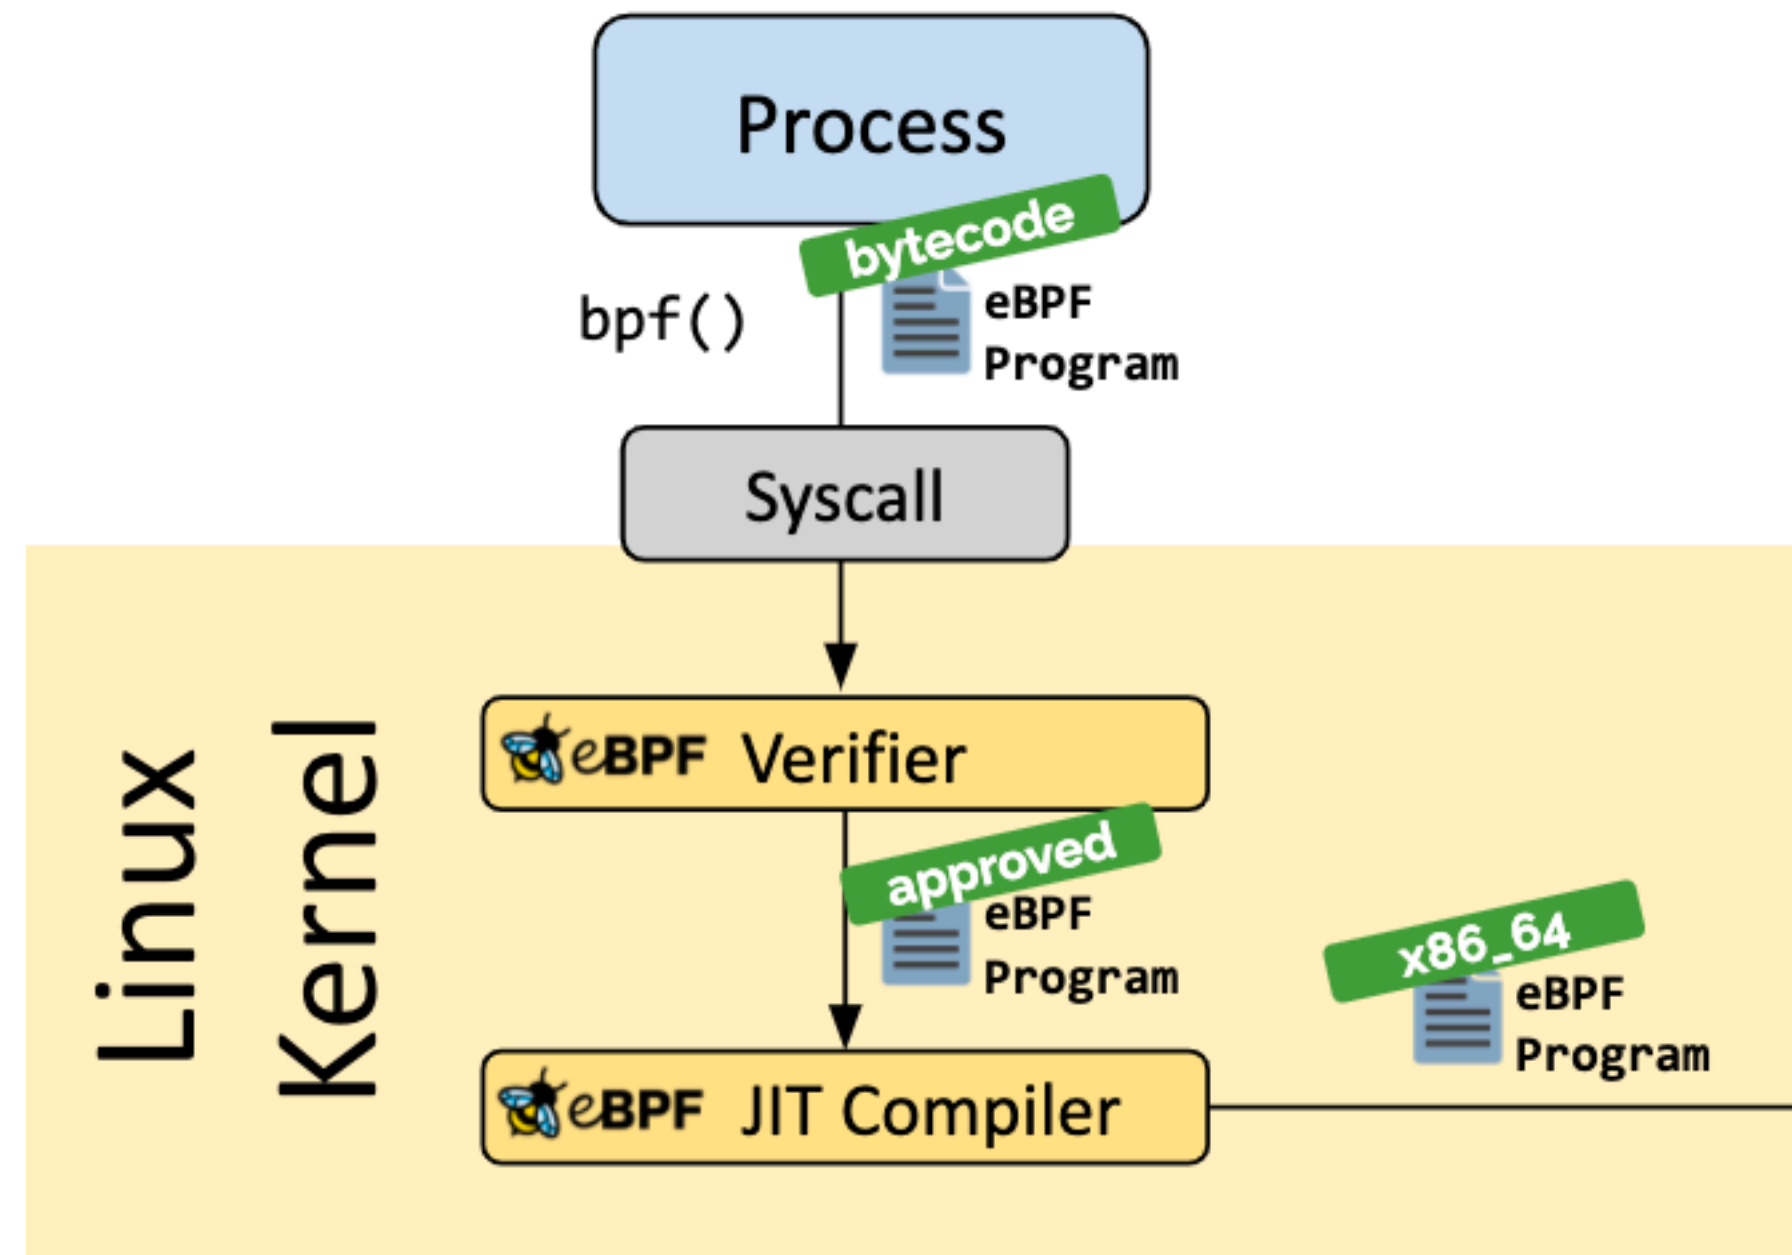 Process
bytecode
bpf()
eBPF
Program
Syscall
Linux
Kernel
eBPF Verifier
approved
eBPF
Program
x86_64
eBPF
Program
eBPF JIT Compiler